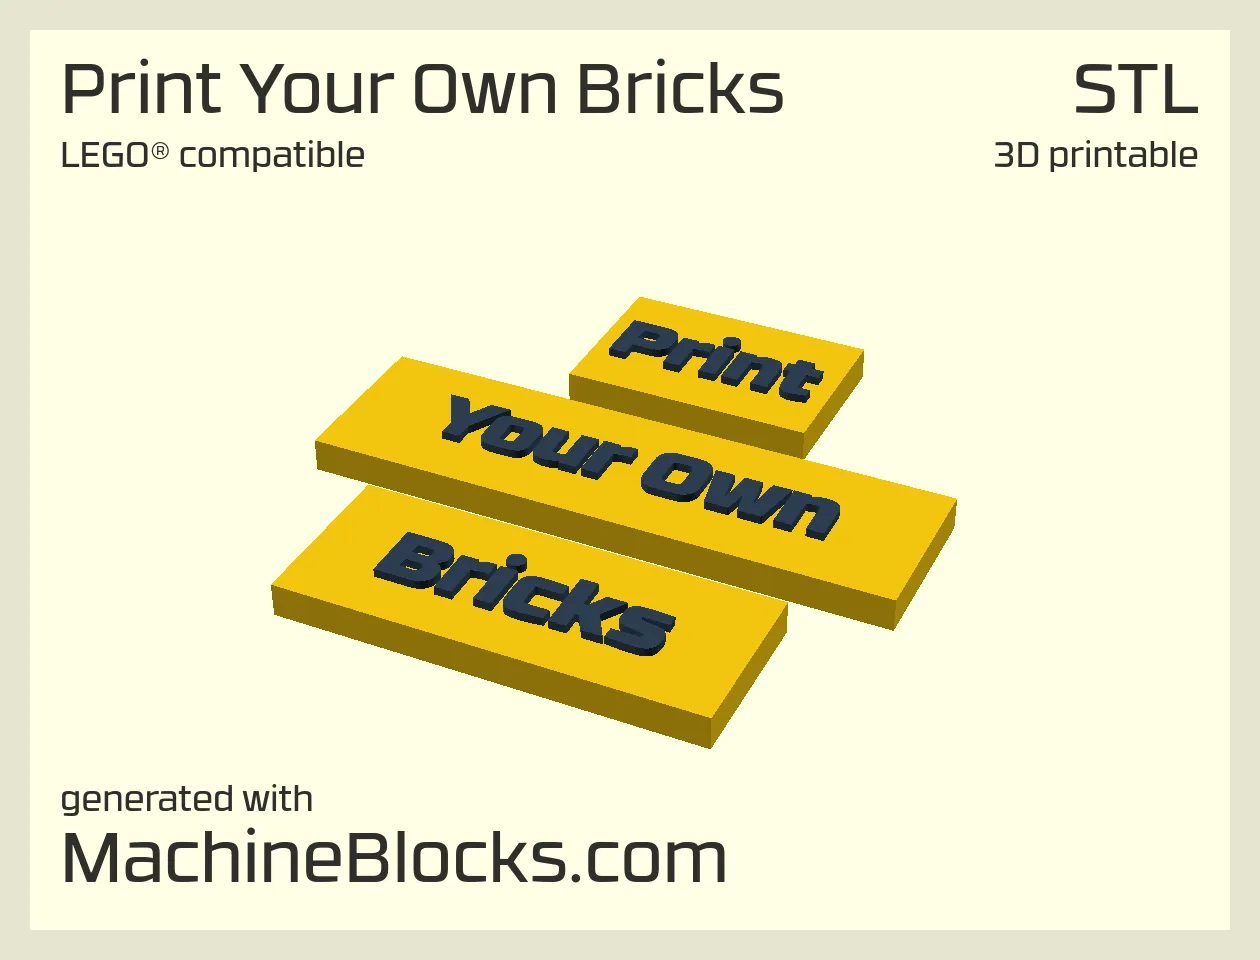 Print Your Own Bricks
STL
LEGO® compatible
3D printable
Print
Your Own
Bricks
generated with
MachineBlocks.com